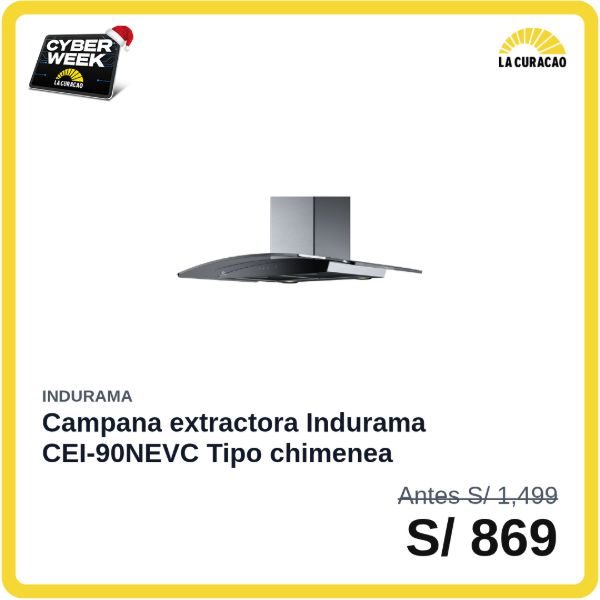 CYBER
WEEK
LA CURACAO
LA CURACAO
INDURAMA
Campana extractora Indurama
CEI-90NEVC Tipo chimenea
Antes S/ 1,499
S/ 869